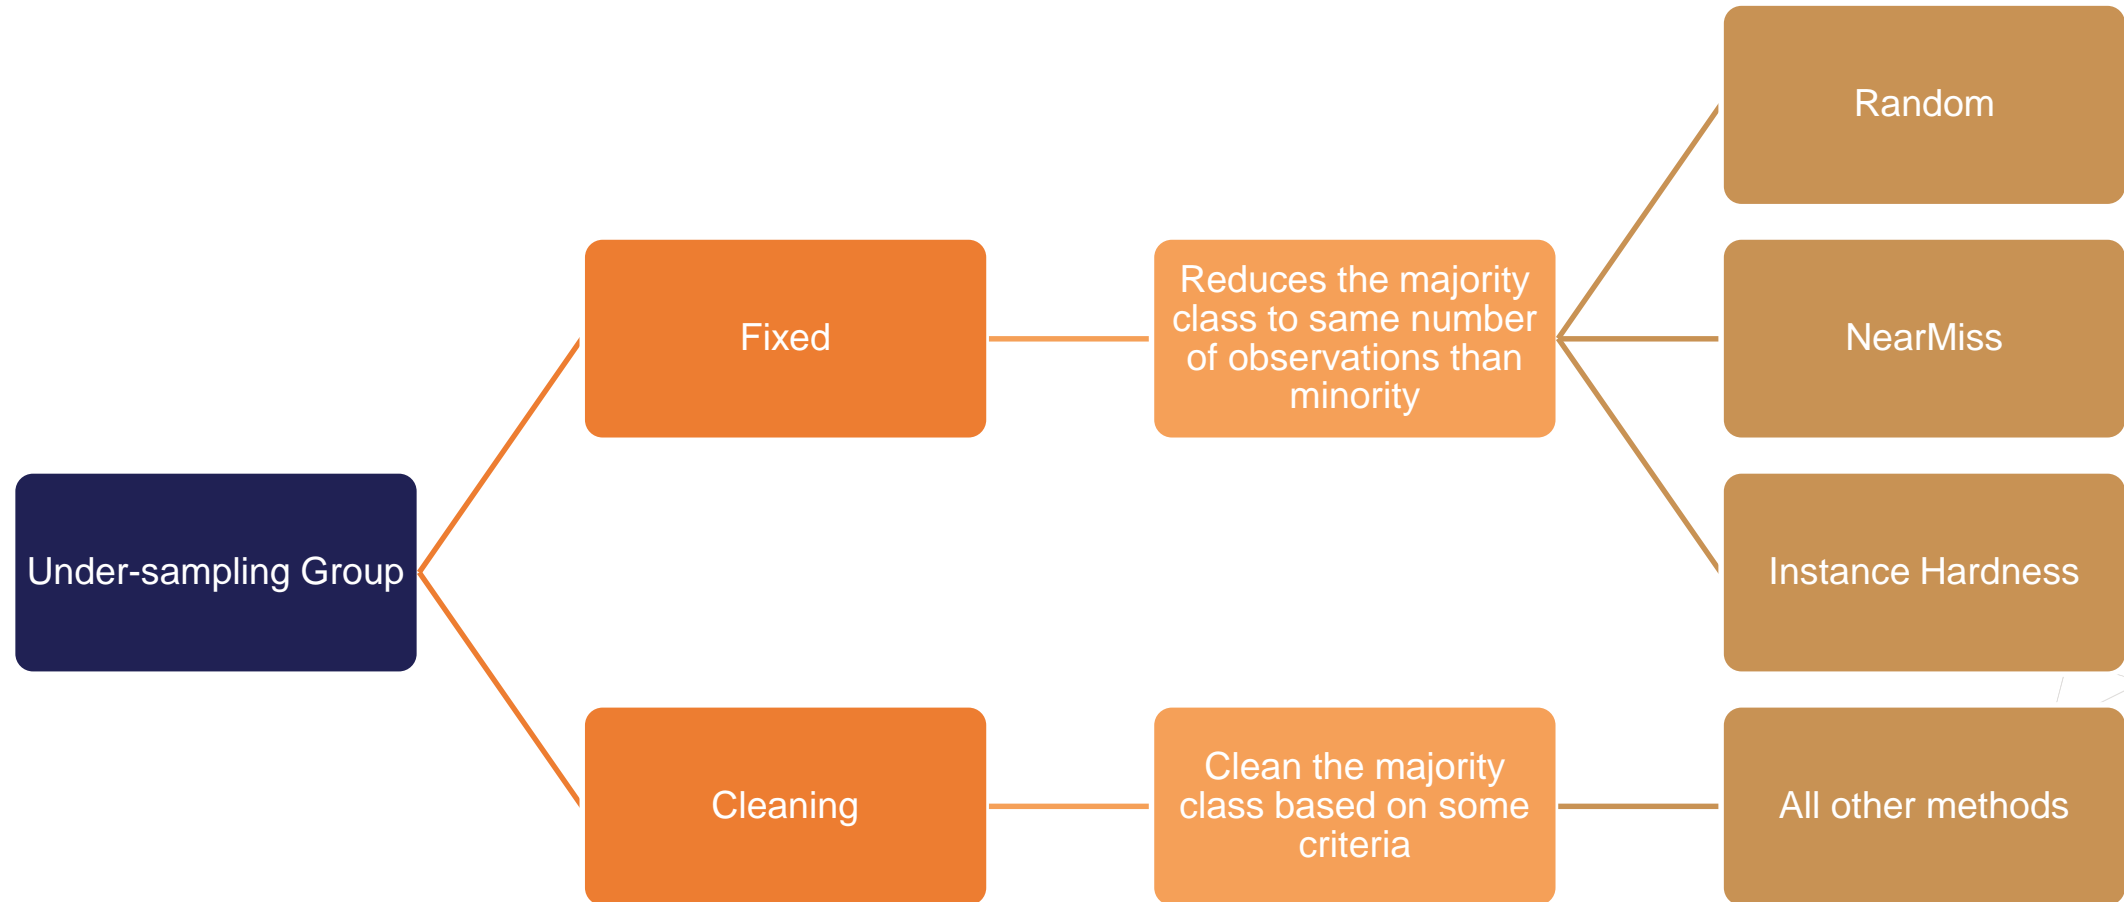 Under-sampling Group
Fixed
Reduces the majority
class to same number
of observations than
minority
Random
NearMiss
Instance Hardness
Cleaning
Clean the majority
class based on some
criteria
All other methods